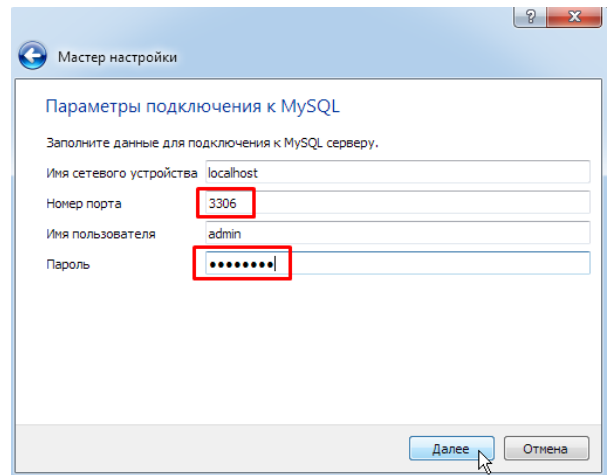 Мастер настройки
Параметры подключения к MySQL
Заполните данные для подключения к MySQL серверу.
Имя сетевого устройства localhost
Номер порта 3306
Имя пользователя admin
Пароль ••••••••
Далее Отмена